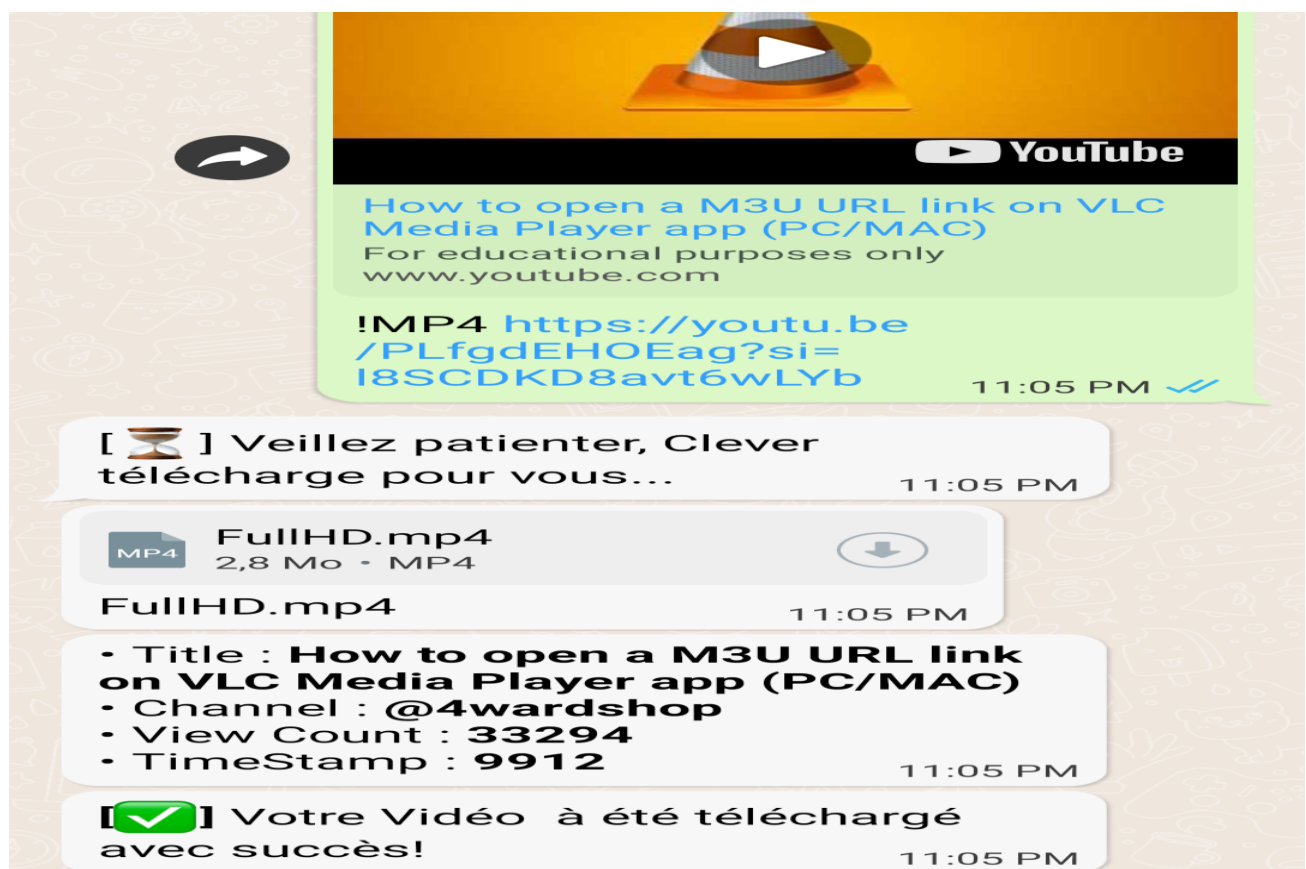 YouTube
How to open a M3U URL link on VLC
Media Player app (PC/MAC)
For educational purposes only
www.youtube.com
!MP4 https://youtu.be
/PLfgdEHOEag?si=
I8SCDKD8avt6wLYb
11:05 PM
[⏳] Veillez patienter, Clever
télécharge pour vous...
11:05 PM
MP4
FullHD.mp4
2,8 Mo • MP4
FullHD.mp4
11:05 PM
• Title : How to open a M3U URL link
on VLC Media Player app (PC/MAC)
• Channel : @4wardshop
• View Count : 33294
• TimeStamp : 9912
11:05 PM
[✅] Votre Vidéo à été téléchargé
avec succès!
11:05 PM